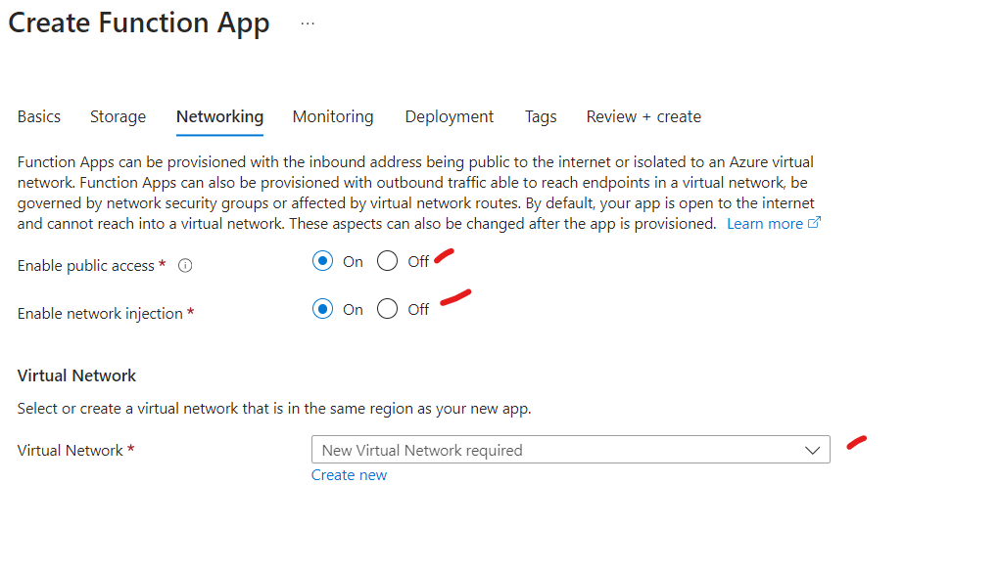 Create Function App ...
Basics Storage Networking Monitoring Deployment Tags Review + create
Function Apps can be provisioned with the inbound address being public to the internet or isolated to an Azure virtual
network. Function Apps can also be provisioned with outbound traffic able to reach endpoints in a virtual network, be
governed by network security groups or affected by virtual network routes. By default, your app is open to the internet
and cannot reach into a virtual network. These aspects can also be changed after the app is provisioned. Learn more
Enable public access * On Off
Enable network injection * On Off
Virtual Network
Select or create a virtual network that is in the same region as your new app.
Virtual Network * New Virtual Network required
Create new